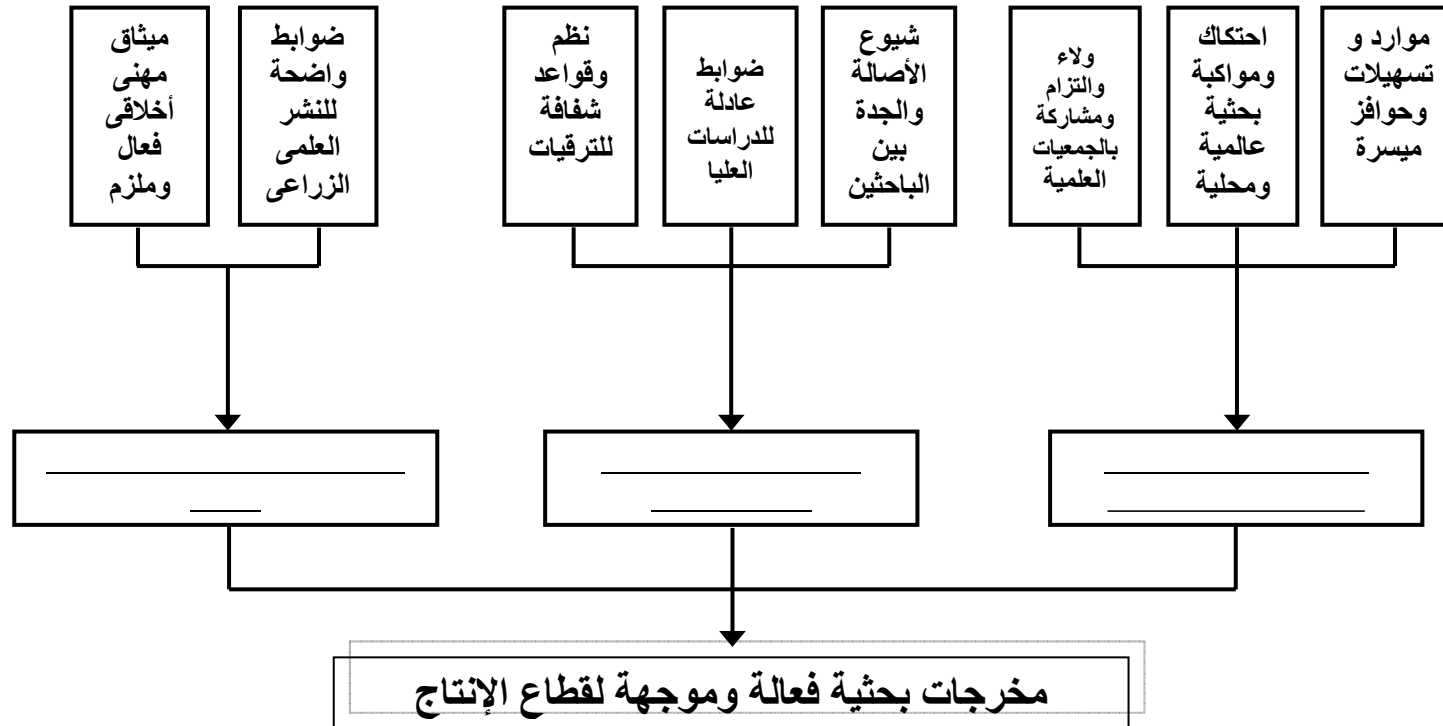 موارد و
تسهيلات
وحوافز
ميسرة
احتكاك
ومواكبة
بحثية
عالمية
ومحلية
ولاء
والتزام
ومشاركة
بالجمعيات
العلمية
شيوع
الأصالة
والجدة
بين
الباحثين
ضوابط
عادلة
للدراسات
العليا
نظم
وقواعد
شفافة
للترقيات
ضوابط
واضحة
للنشر
العلمى
الزراعى
ميثاق
مهنى
أخلاقى
فعال
وملزم
مخرجات بحثية فعالة وموجهة لقطاع الإنتاج